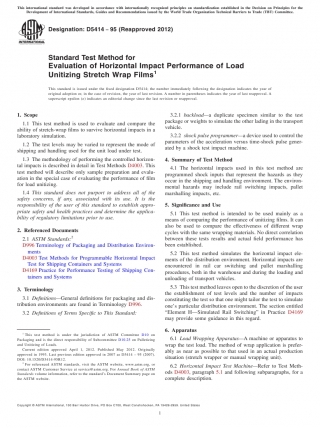 This international standard was developed in accordance with internationally recognized principles on standardization established in the Decision on Principles for the
Development of International Standards, Guides and Recommendations issued by the World Trade Organization Technical Barriers to Trade (TBT) Committee.
Designation: D5414 − 95 (Reapproved 2012)
INTERNATIONAL
Standard Test Method for
Evaluation of Horizontal Impact Performance of Load
Unitizing Stretch Wrap Films1
This standard is issued under the fixed designation D5414; the number immediately following the designation indicates the year of
original adoption or, in the case of revision, the year of last revision. A number in parentheses indicates the year of last reapproval. A
superscript epsilon (ε) indicates an editorial change since the last revision or reapproval.
1. Scope
1.1 This test method is used to evaluate and compare the
ability of stretch-wrap films to survive horizontal impacts in a
laboratory simulation.
1.2 The test levels may be varied to represent the mode of
shipping and handling used for the unit load under test.
1.3 The methodology of performing the controlled horizon-
tal impacts is described in detail in Test Methods D4003. This
test method will describe only sample preparation and evalu-
ation in the special case of evaluating the performance of film
for load unitizing.
1.4 This standard does not purport to address all of the
safety concerns, if any, associated with its use. It is the
responsibility of the user of this standard to establish appro-
priate safety and health practices and determine the applica-
bility of regulatory limitations prior to use.
2. Referenced Documents
2.1 ASTM Standards:2
D996 Terminology of Packaging and Distribution Environ-
ments
D4003 Test Methods for Programmable Horizontal Impact
Test for Shipping Containers and Systems
D4169 Practice for Performance Testing of Shipping Con-
tainers and Systems
3. Terminology
3.1 Definitions—General definitions for packaging and dis-
tribution environments are found in Terminology D996.
3.2 Definitions of Terms Specific to This Standard:
1 This test method is under the jurisdiction of ASTM Committee D10 on
Packaging and is the direct responsibility of Subcommittee D10.25 on Palletizing
and Unitizing of Loads.
Current edition approved April 1, 2012. Published May 2012. Originally
approved in 1993. Last previous edition approved in 2007 as D5414 – 95 (2007).
DOI: 10.1520/D5414-95R12.
2 For referenced ASTM standards, visit the ASTM website, www.astm.org, or
contact ASTM Customer Service at service@astm.org. For Annual Book of ASTM
Standards volume information, refer to the standard's Document Summary page on
the ASTM website.
3.2.1 backload—a duplicate specimen similar to the test
package or weights to simulate the other lading in the transport
vehicle.
3.2.2 shock pulse programmer—a device used to control the
parameters of the acceleration versus time-shock pulse gener-
ated by a shock test impact machine.
4. Summary of Test Method
4.1 The horizontal impacts used in this test method are
programmed shock inputs that represent the hazards as they
occur in the shipping and handling environment. The environ-
mental hazards may include rail switching impacts, pallet
marshalling impacts, etc.
5. Significance and Use
5.1 This test method is intended to be used mainly as a
means of comparing the performance of unitizing films. It can
also be used to compare the effectiveness of different wrap
cycles with the same wrapping materials. No direct correlation
between these tests results and actual field performance has
been established.
5.2 This test method simulates the horizontal impact ele-
ments of the distribution environment. Horizontal impacts are
encountered in rail car switching and pallet marshalling
procedures, both in the warehouse and during the loading and
unloading of transport vehicles.
5.3 This test method leaves open to the discretion of the user
the establishment of test levels and the number of impacts
constituting the test so that one might tailor the test to simulate
one's particular distribution environment. The section entitled
"Element H—Simulated Rail Switching" in Practice D4169
may provide some guidance in this regard.
6. Apparatus
6.1 Load Wrapping Apparatus—A machine or apparatus to
wrap the test load. The method of wrap application is prefer-
ably as near as possible to that used in an actual production
situation (stretch wrapper or manual wrapping unit).
6.2 Horizontal Impact Test Machine—Refer to Test Meth-
ods D4003, paragraph 5.1 and following subparagraphs, for a
complete description.
Copyright © ASTM International, 100 Barr Harbor Drive, PO Box C700, West Conshohocken, PA 19428-2959. United States
1